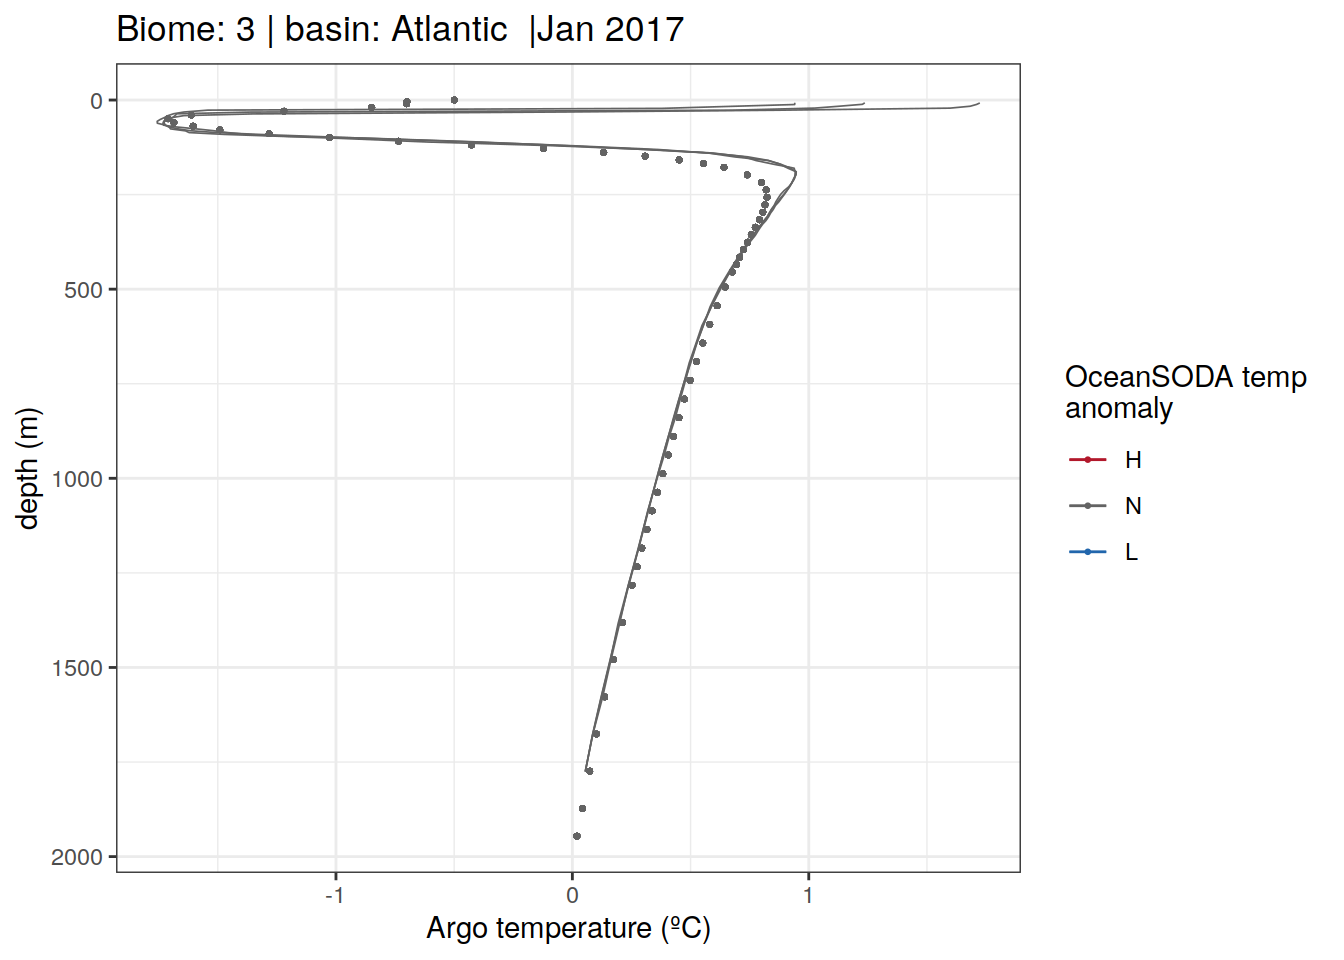 Biome: 3 | basin: Atlantic  |Jan 2017
0
500
1000
1500
2000
depth (m)
-1
0
1
Argo temperature (ºC)
OceanSODA temp
anomaly
H
N
L